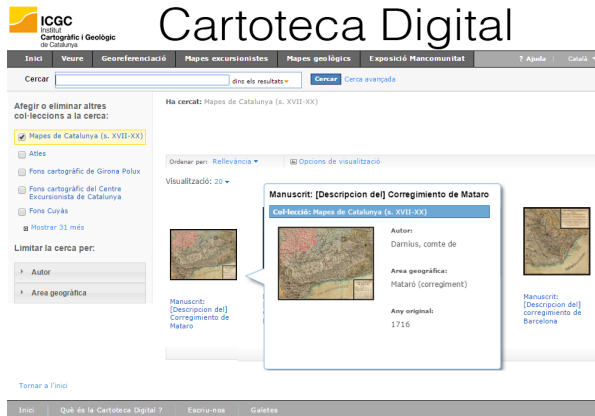 ICGC
Institut
Cartogràfic i Geològic
de Catalunya
Cartoteca Digital
Inici Veure Georeferenciació Mapes excursionistes Mapes geològics Exposició Mancomunitat ? Ajuda Català
Cercar dins els resultats Cercar Cerca avançada
Afegir o eliminar altres
col·leccions a la cerca:
Mapes de Catalunya (s. XVII-XX)
Atles
Fons cartogràfic de Girona Polux
Fons cartogràfic del Centre
Excursionista de Catalunya
Fons Cuyàs
Mostrar 31 més
Limitar la cerca per:
Autor
Area geogràfica
Ha cercat: Mapes de Catalunya (s. XVII-XX)
Ordenar per: Rellevància Opcions de visualització
Visualització: 20
Manuscrit:
[Descripcion del]
Corregimiento de
Mataro
Manuscrit: [Descripcion del] Corregimiento de Mataro
Col·lecció: Mapes de Catalunya (s. XVII-XX)
Autor:
Darnius, comte de
Area geogràfica:
Mataró (corregiment)
Any original:
1716
Manuscrit:
[Descripcion del]
corregimiento de
Barcelona
Tornar a l'inici
Inici Què és la Cartoteca Digital ? Escriu-nos Galetes